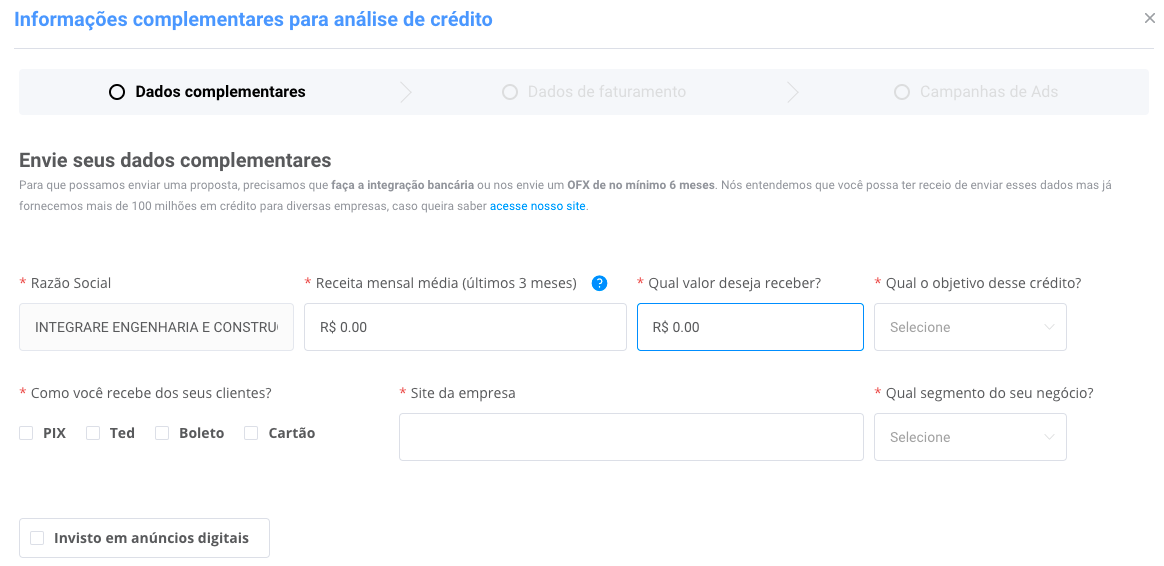 Informações complementares para análise de crédito
Dados complementares
Dados de faturamento
Campanhas de Ads
Envie seus dados complementares
Para que possamos enviar uma proposta, precisamos que faça a integração bancária ou nos envie um OFX de no mínimo 6 meses. Nós entendemos que você possa ter receio de enviar esses dados mas já
fornecemos mais de 100 milhões em crédito para diversas empresas, caso queira saber acesse nosso site.
* Razão Social
* Receita mensal média (últimos 3 meses) ?
* Qual valor deseja receber?
* Qual o objetivo desse crédito?
INTEGRARE ENGENHARIA E CONSTRU
R$ 0.00
R$ 0.00
Selecione
* Como você recebe dos seus clientes?
* Site da empresa
* Qual segmento do seu negócio?
PIX Ted Boleto Cartão
Selecione
Invisto em anúncios digitais